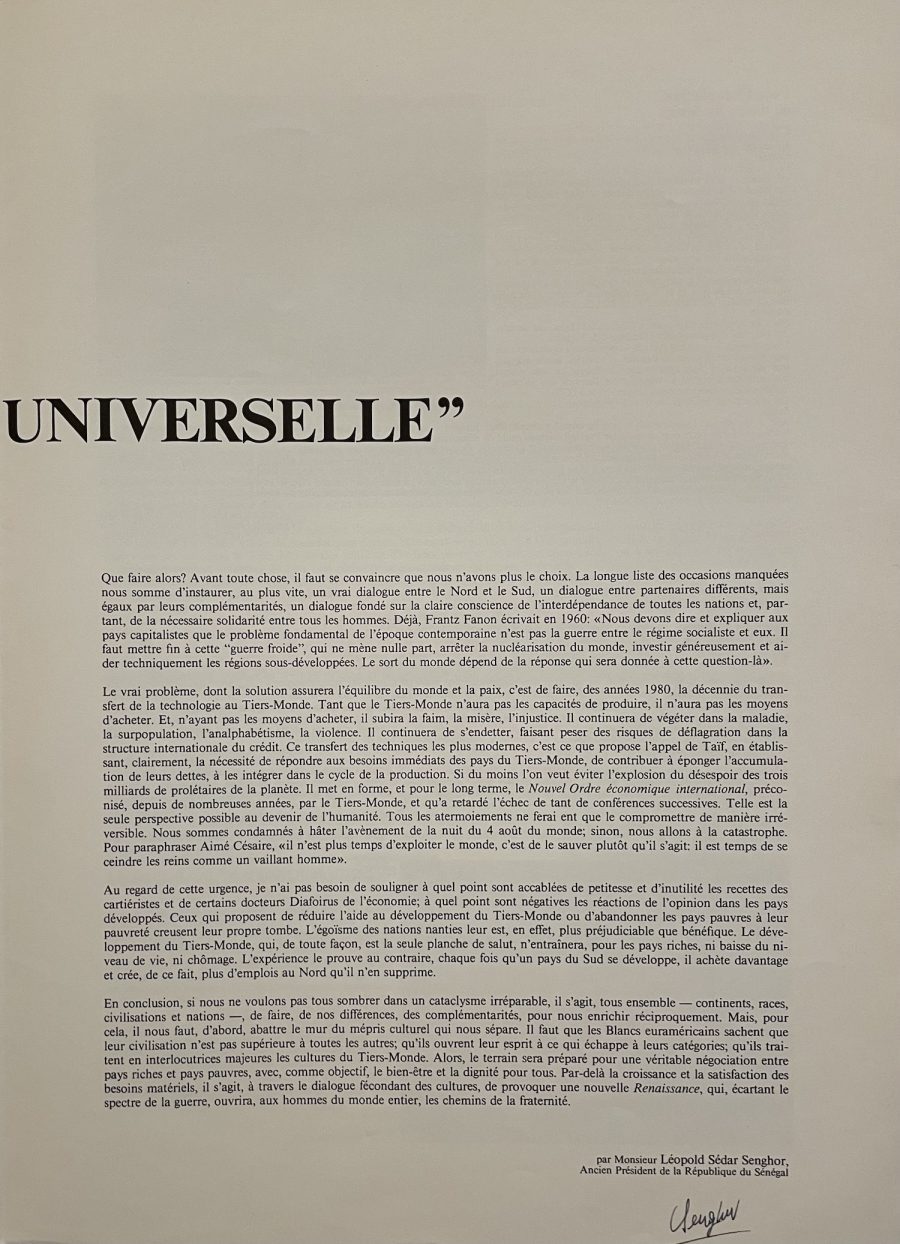 UNIVERSELLE”
Que faire alors? Avant toute chose, il faut se convaincre que nous n’avons plus le choix. La longue liste des occasions manquées
nous somme d’instaurer, au plus vite, un vrai dialogue entre le Nord et le Sud, un dialogue entre partenaires différents, mais
égaux par leurs complémentarités, un dialogue fondé sur la claire conscience de l’interdépendance de toutes les nations et, par-
tant, de la nécessaire solidarité entre tous les hommes. Déjà, Frantz Fanon écrivait en 1960: «Nous devons dire et expliquer aux
pays capitalistes que le problème fondamental de l’époque contemporaine n’est pas la guerre entre le régime socialiste et eux. Il
faut mettre fin à cette “guerre froide”, qui ne mène nulle part, arrêter la nucléarisation du monde, investir généreusement et ai-
der techniquement les régions sous-développées. Le sort du monde dépend de la réponse qui sera donnée à cette question-là».
Le vrai problème, dont la solution assurera l’équilibre du monde et la paix, c’est de faire, des années 1980, la décennie du tran-
sfert de la technologie au Tiers-Monde. Tant que le Tiers-Monde n’aura pas les capacités de produire, il n’aura pas les moyens
d’acheter. Et, n’ayant pas les moyens d’acheter, il subira la faim, la misère, l’injustice. Il continuera de végéter dans la maladie,
la surpopulation, l’analphabétisme, la violence. Il continuera de s’endetter, faisant peser des risques de déflagration dans la
structure internationale du crédit. Ce transfert des techniques les plus modernes, c’est ce que propose l’appel de Taïf, en établis-
sant, clairement, la nécessité de répondre aux besoins immédiats des pays du Tiers-Monde, de contribuer à éponger l’accumula-
tion de leurs dettes, à les intégrer dans le cycle de la production. Si du moins l’on veut éviter l’explosion du désespoir des trois
milliards de prolétaires de la planète. Il met en forme, et pour le long terme, le Nouvel Ordre économique international, préco-
nisé, depuis de nombreuses années, par le Tiers-Monde, et qu’a retardé l’échec de tant de conférences successives. Telle est la
seule perspective possible au devenir de l’humanité. Tous les atermoiements ne ferai ent que le compromettre de manière irré-
versible. Nous sommes condamnés à hâter l’avènement de la nuit du 4 août du monde; sinon, nous allons à la catastrophe.
Pour paraphraser Aimé Césaire, «il n’est plus temps d’exploiter le monde, c’est de le sauver plutôt qu’il s’agit: il est temps de se
ceindre les reins comme un vaillant homme».
Au regard de cette urgence, je n’ai pas besoin de souligner à quel point sont accablées de petitesse et d’inutilité les recettes des
cartiéristes et de certains docteurs Diafoirus de l’économie; à quel point sont négatives les réactions de l’opinion dans les pays
développés. Ceux qui proposent de réduire l’aide au développement du Tiers-Monde ou d’abandonner les pays pauvres à leur
pauvreté creusent leur propre tombe. L’égoïsme des nations nanties leur est, en effet, plus préjudiciable que bénéfique. Le déve-
loppement du Tiers-Monde, qui, de toute façon, est la seule planche de salut, n’entraînera, pour les pays riches, ni baisse du ni-
veau de vie, ni chômage. L’expérience le prouve au contraire, chaque fois qu’un pays du Sud se développe, il achète davantage
et crée, de ce fait, plus d’emplois au Nord qu’il n’en supprime.
En conclusion, si nous ne voulons pas tous sombrer dans un cataclysme irréparable, il s’agit, tous ensemble — continents, races,
civilisations et nations —, de faire, de nos différences, des complémentarités, pour nous enrichir réciproquement. Mais, pour
cela, il nous faut, d’abord, abattre le mur du mépris culturel qui nous sépare. Il faut que les Blancs euraméricains sachent que
leur civilisation n’est pas supérieure à toutes les autres; qu’ils ouvrent leur esprit à ce qui échappe à leurs catégories; qu’ils trai-
tent en interlocutrices majeures les cultures du Tiers-Monde. Alors, le terrain sera préparé pour une véritable négociation entre
pays riches et pays pauvres, avec, comme objectif, le bien-être et la dignité pour tous. Par-delà la croissance et la satisfaction des
besoins matériels, il s’agit, à travers le dialogue fécondant des cultures, de provoquer une nouvelle Renaissance, qui, écartant le
spectre de la guerre, ouvrira, aux hommes du monde entier, les chemins de la fraternité.
par Monsieur Léopold Sédar Senghor,
Ancien Président de la République du Sénégal
Senghor